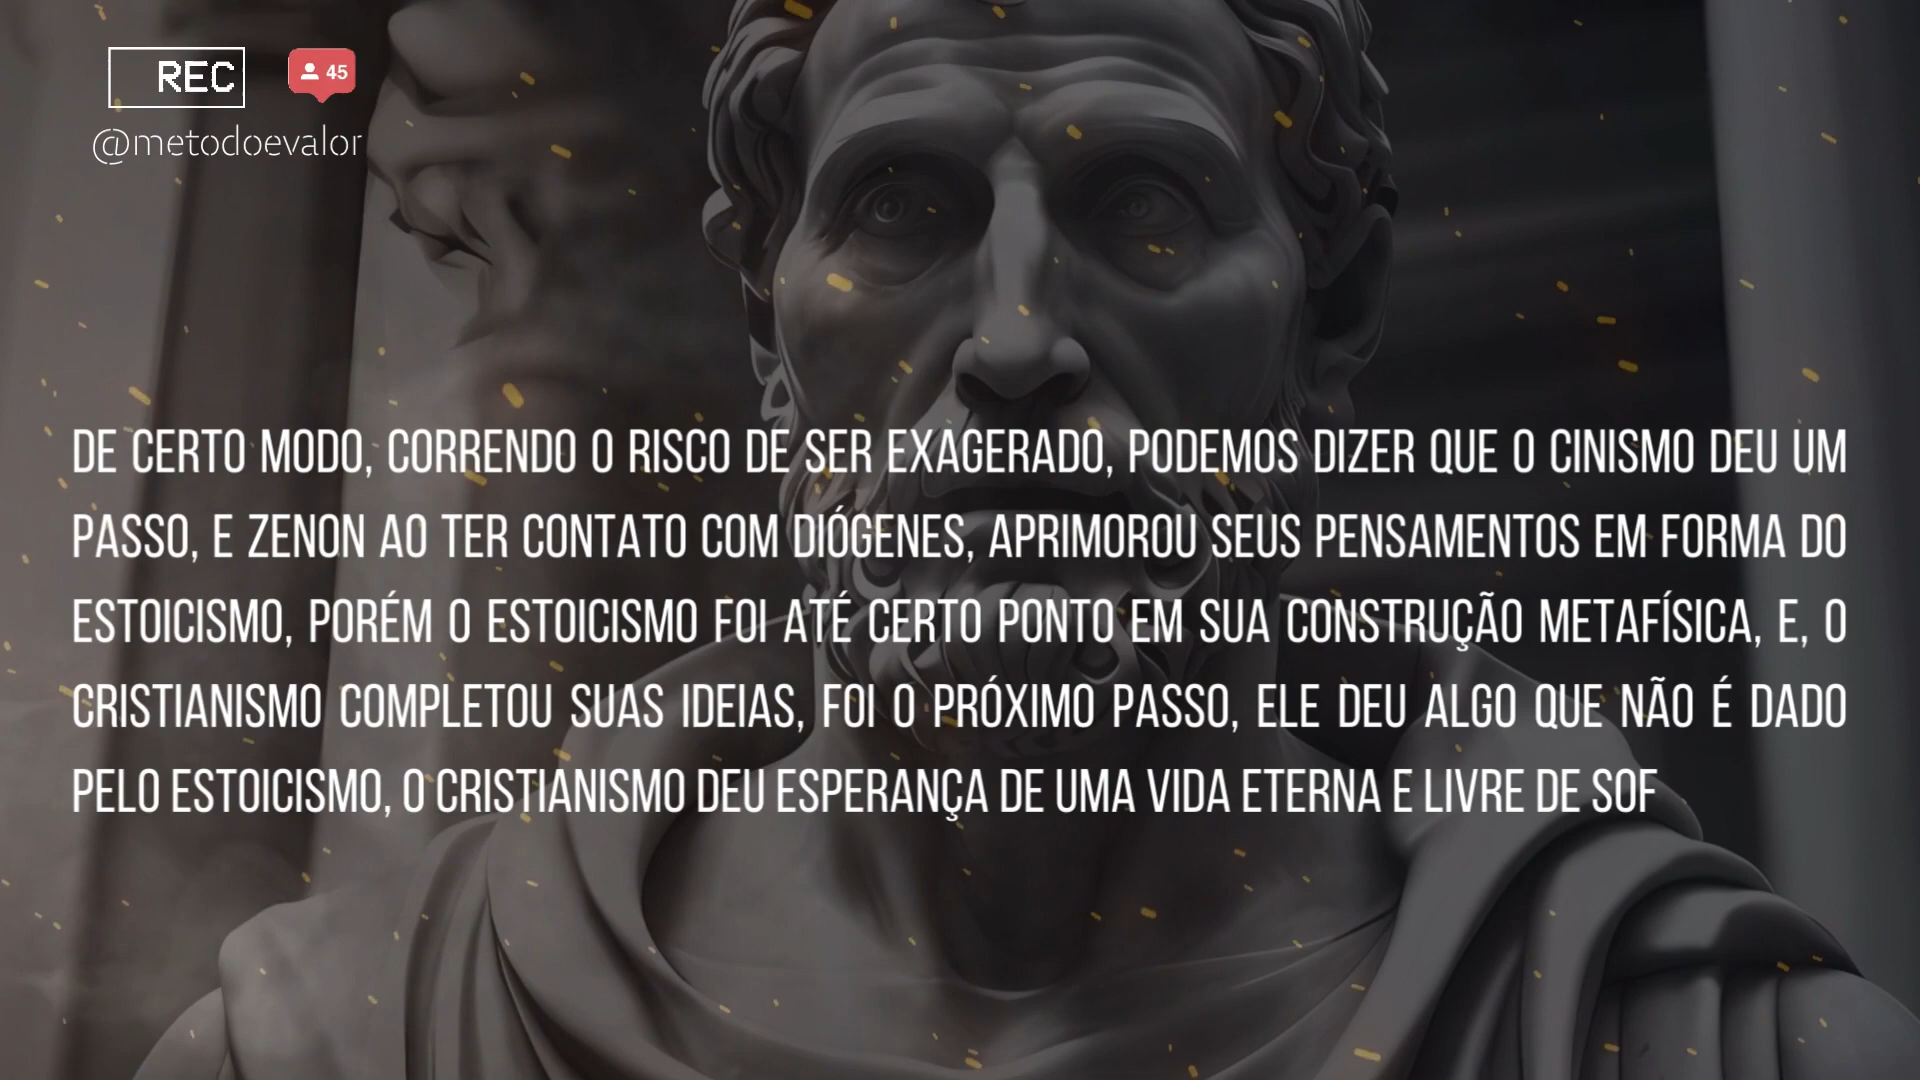 REC
45
@metodoevalor
DE CERTO MODO, CORRENDO O RISCO DE SER EXAGERADO, PODEMOS DIZER QUE O CINISMO DEU UM
PASSO, E ZENON AO TER CONTATO COM DIÓGENES, APRIMOROU SEUS PENSAMENTOS EM FORMA DO
ESTOICISMO, PORÉM O ESTOICISMO FOI ATÉ CERTO PONTO EM SUA CONSTRUÇÃO METAFÍSICA, E, O
CRISTIANISMO COMPLETOU SUAS IDEIAS, FOI O PRÓXIMO PASSO, ELE DEU ALGO QUE NÃO É DADO
PELO ESTOICISMO, O CRISTIANISMO DEU ESPERANÇA DE UMA VIDA ETERNA E LIVRE DE SOF